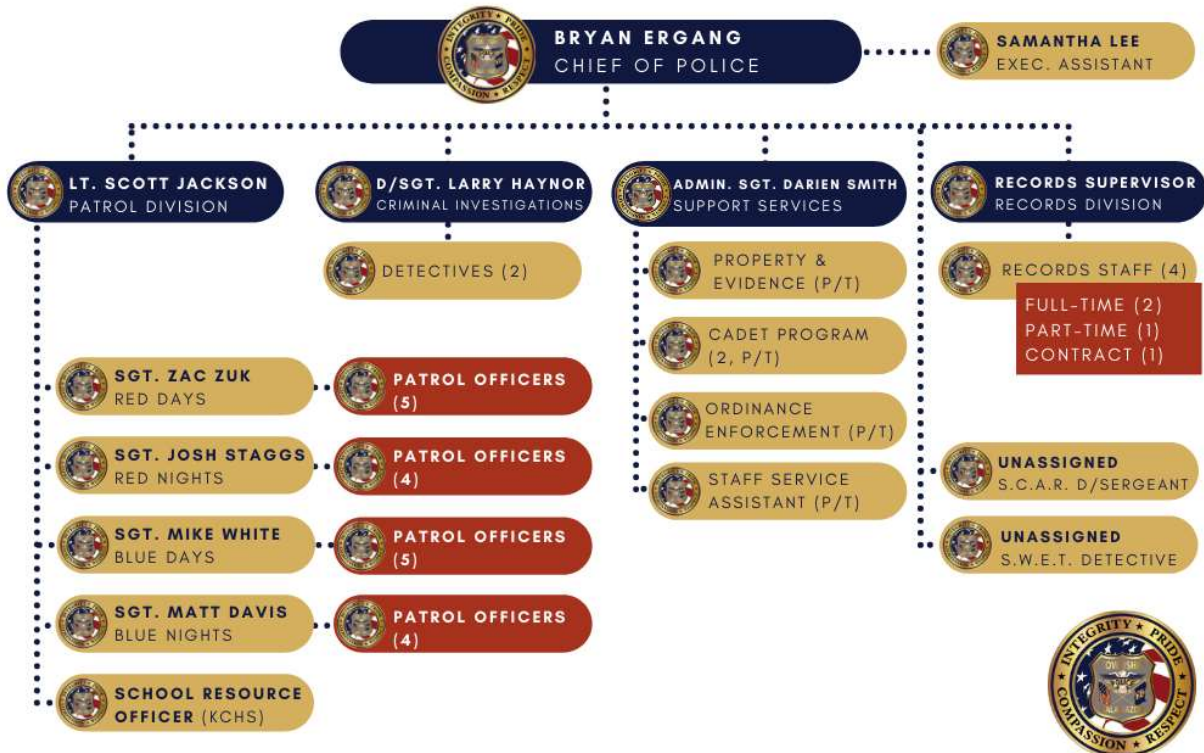 BRYAN ERGANG
CHIEF OF POLICE
SAMANTHA LEE
EXEC. ASSISTANT
LT. SCOTT JACKSON
PATROL DIVISION
D/SGT. LARRY HAYNOR
CRIMINAL INVESTIGATIONS
ADMIN. SGT. DARIEN SMITH
SUPPORT SERVICES
RECORDS SUPERVISOR
RECORDS DIVISION
DETECTIVES (2)
PROPERTY &
EVIDENCE (P/T)
RECORDS STAFF (4)
FULL-TIME (2)
PART-TIME (1)
CONTRACT (1)
CADET PROGRAM
(2, P/T)
SGT. ZAC ZUK
RED DAYS
PATROL OFFICERS
(5)
ORDINANCE
ENFORCEMENT (P/T)
SGT. JOSH STAGGS
RED NIGHTS
PATROL OFFICERS
(4)
STAFF SERVICE
ASSISTANT (P/T)
UNASSIGNED
S.C.A.R. D/SERGEANT
SGT. MIKE WHITE
BLUE DAYS
PATROL OFFICERS
(5)
UNASSIGNED
S.W.E.T. DETECTIVE
SGT. MATT DAVIS
BLUE NIGHTS
PATROL OFFICERS
(4)
SCHOOL RESOURCE
OFFICER (KCHS)
INTEGRITY ★ PRIDE
COMPASSION ★ RESPECT